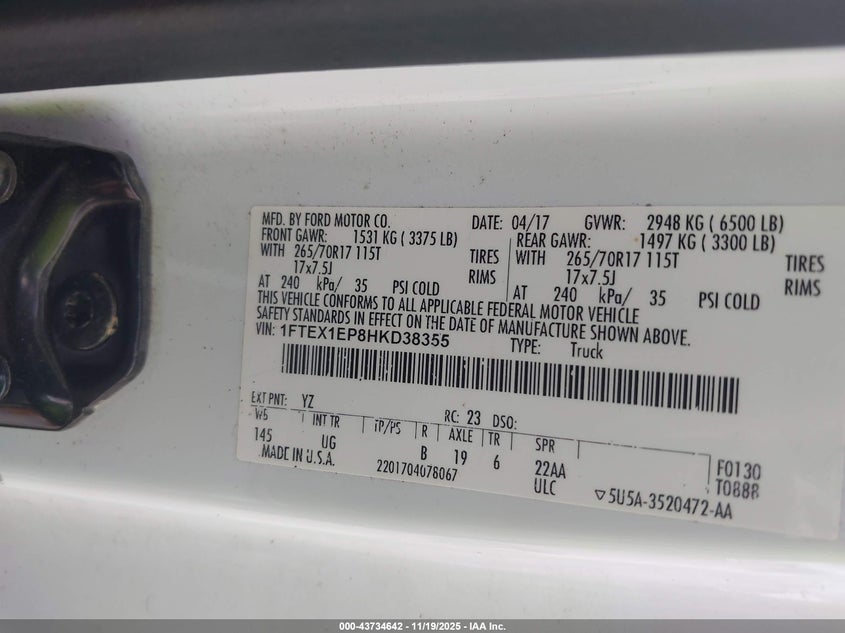 MFD. BY FORD MOTOR CO. DATE: 04/17 GVWR: 2948 KG ( 6500 LB)
FRONT GAWR: 1531 KG ( 3375 LB) REAR GAWR: 1497 KG ( 3300 LB)
WITH 265/70R17 115T TIRES WITH 265/70R17 115T TIRES
17x7.5J RIMS 17x7.5J RIMS
AT 240 kPa/ 35 PSI COLD AT 240 kPa/ 35 PSI COLD
THIS VEHICLE CONFORMS TO ALL APPLICABLE FEDERAL MOTOR VEHICLE
SAFETY STANDARDS IN EFFECT ON THE DATE OF MANUFACTURE SHOWN ABOVE.
VIN: 1FTEX1EP8HKD38355 TYPE: Truck
EXT PNT: YZ RC: 23 DSO:
WB INT TR TP/PS R AXLE TR SPR
145 UG B 19 6 22AA F0130
MADE IN U.S.A. 2201704078067 ULC T0888
▽5U5A-3520472-AA
000-43734642 - 11/19/2025 - IAA Inc.